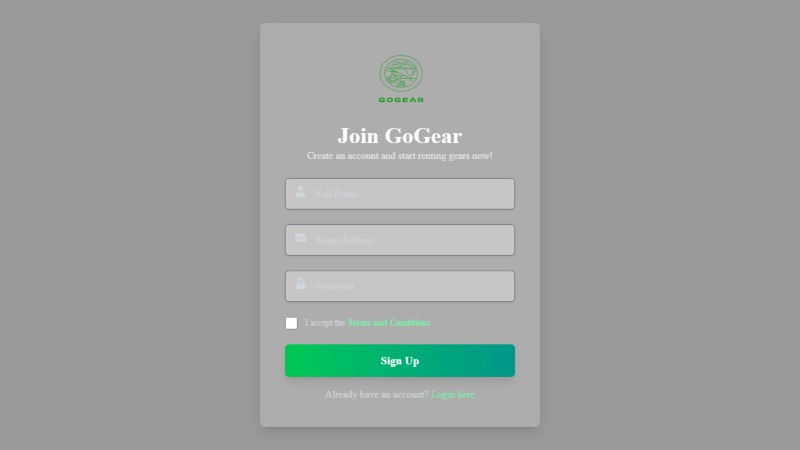 GOGEAR
Join GoGear
Create an account and start renting gears now!
Full Name
Email Address
Password
I accept the Terms and Conditions
Sign Up
Already have an account? Login here